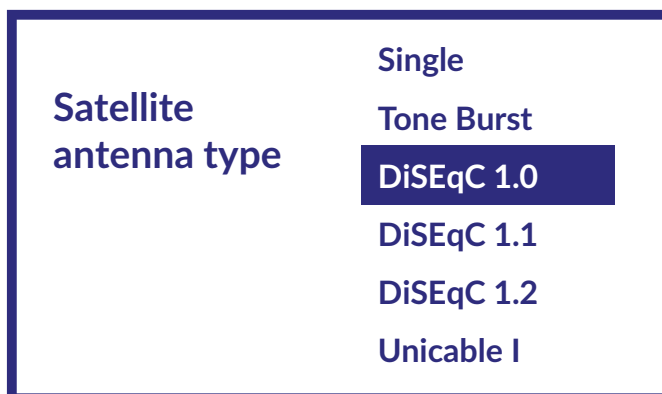 Satellite
antenna type
Single
Tone Burst
DiSEqC 1.0
DiSEqC 1.1
DiSEqC 1.2
Unicable I